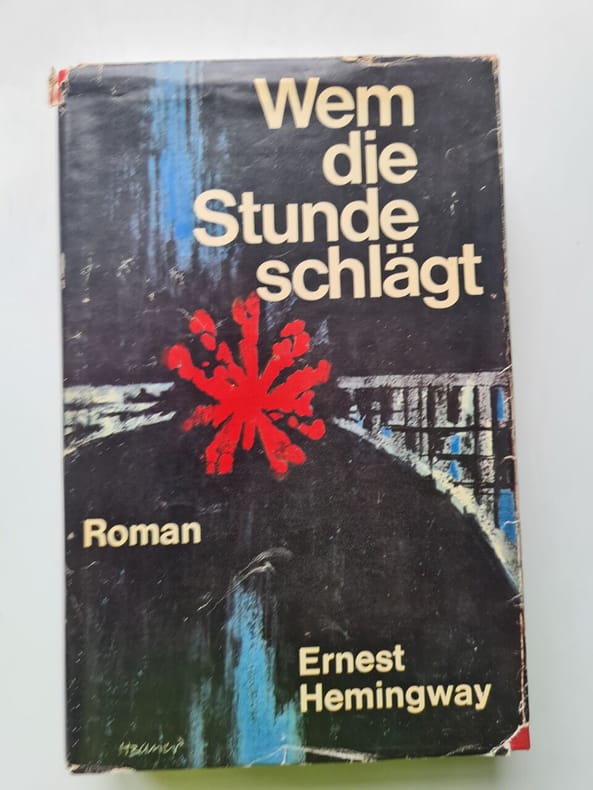 Wem
die
Stunde
schlägt
Roman
Ernest
Hemingway